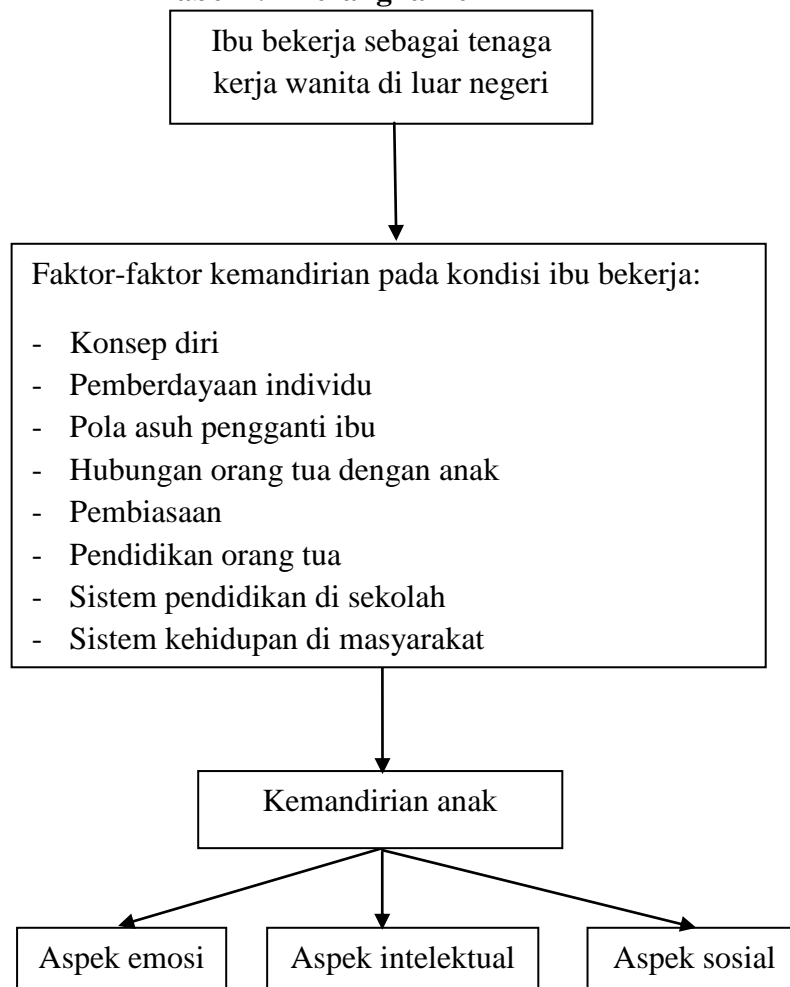 Ibu bekerja sebagai tenaga
kerja wanita di luar negeri
Faktor-faktor kemandirian pada kondisi ibu bekerja:
- Konsep diri
- Pemberdayaan individu
- Pola asuh pengganti ibu
- Hubungan orang tua dengan anak
- Pembiasaan
- Pendidikan orang tua
- Sistem pendidikan di sekolah
- Sistem kehidupan di masyarakat
Kemandirian anak
Aspek emosi
Aspek intelektual
Aspek sosial